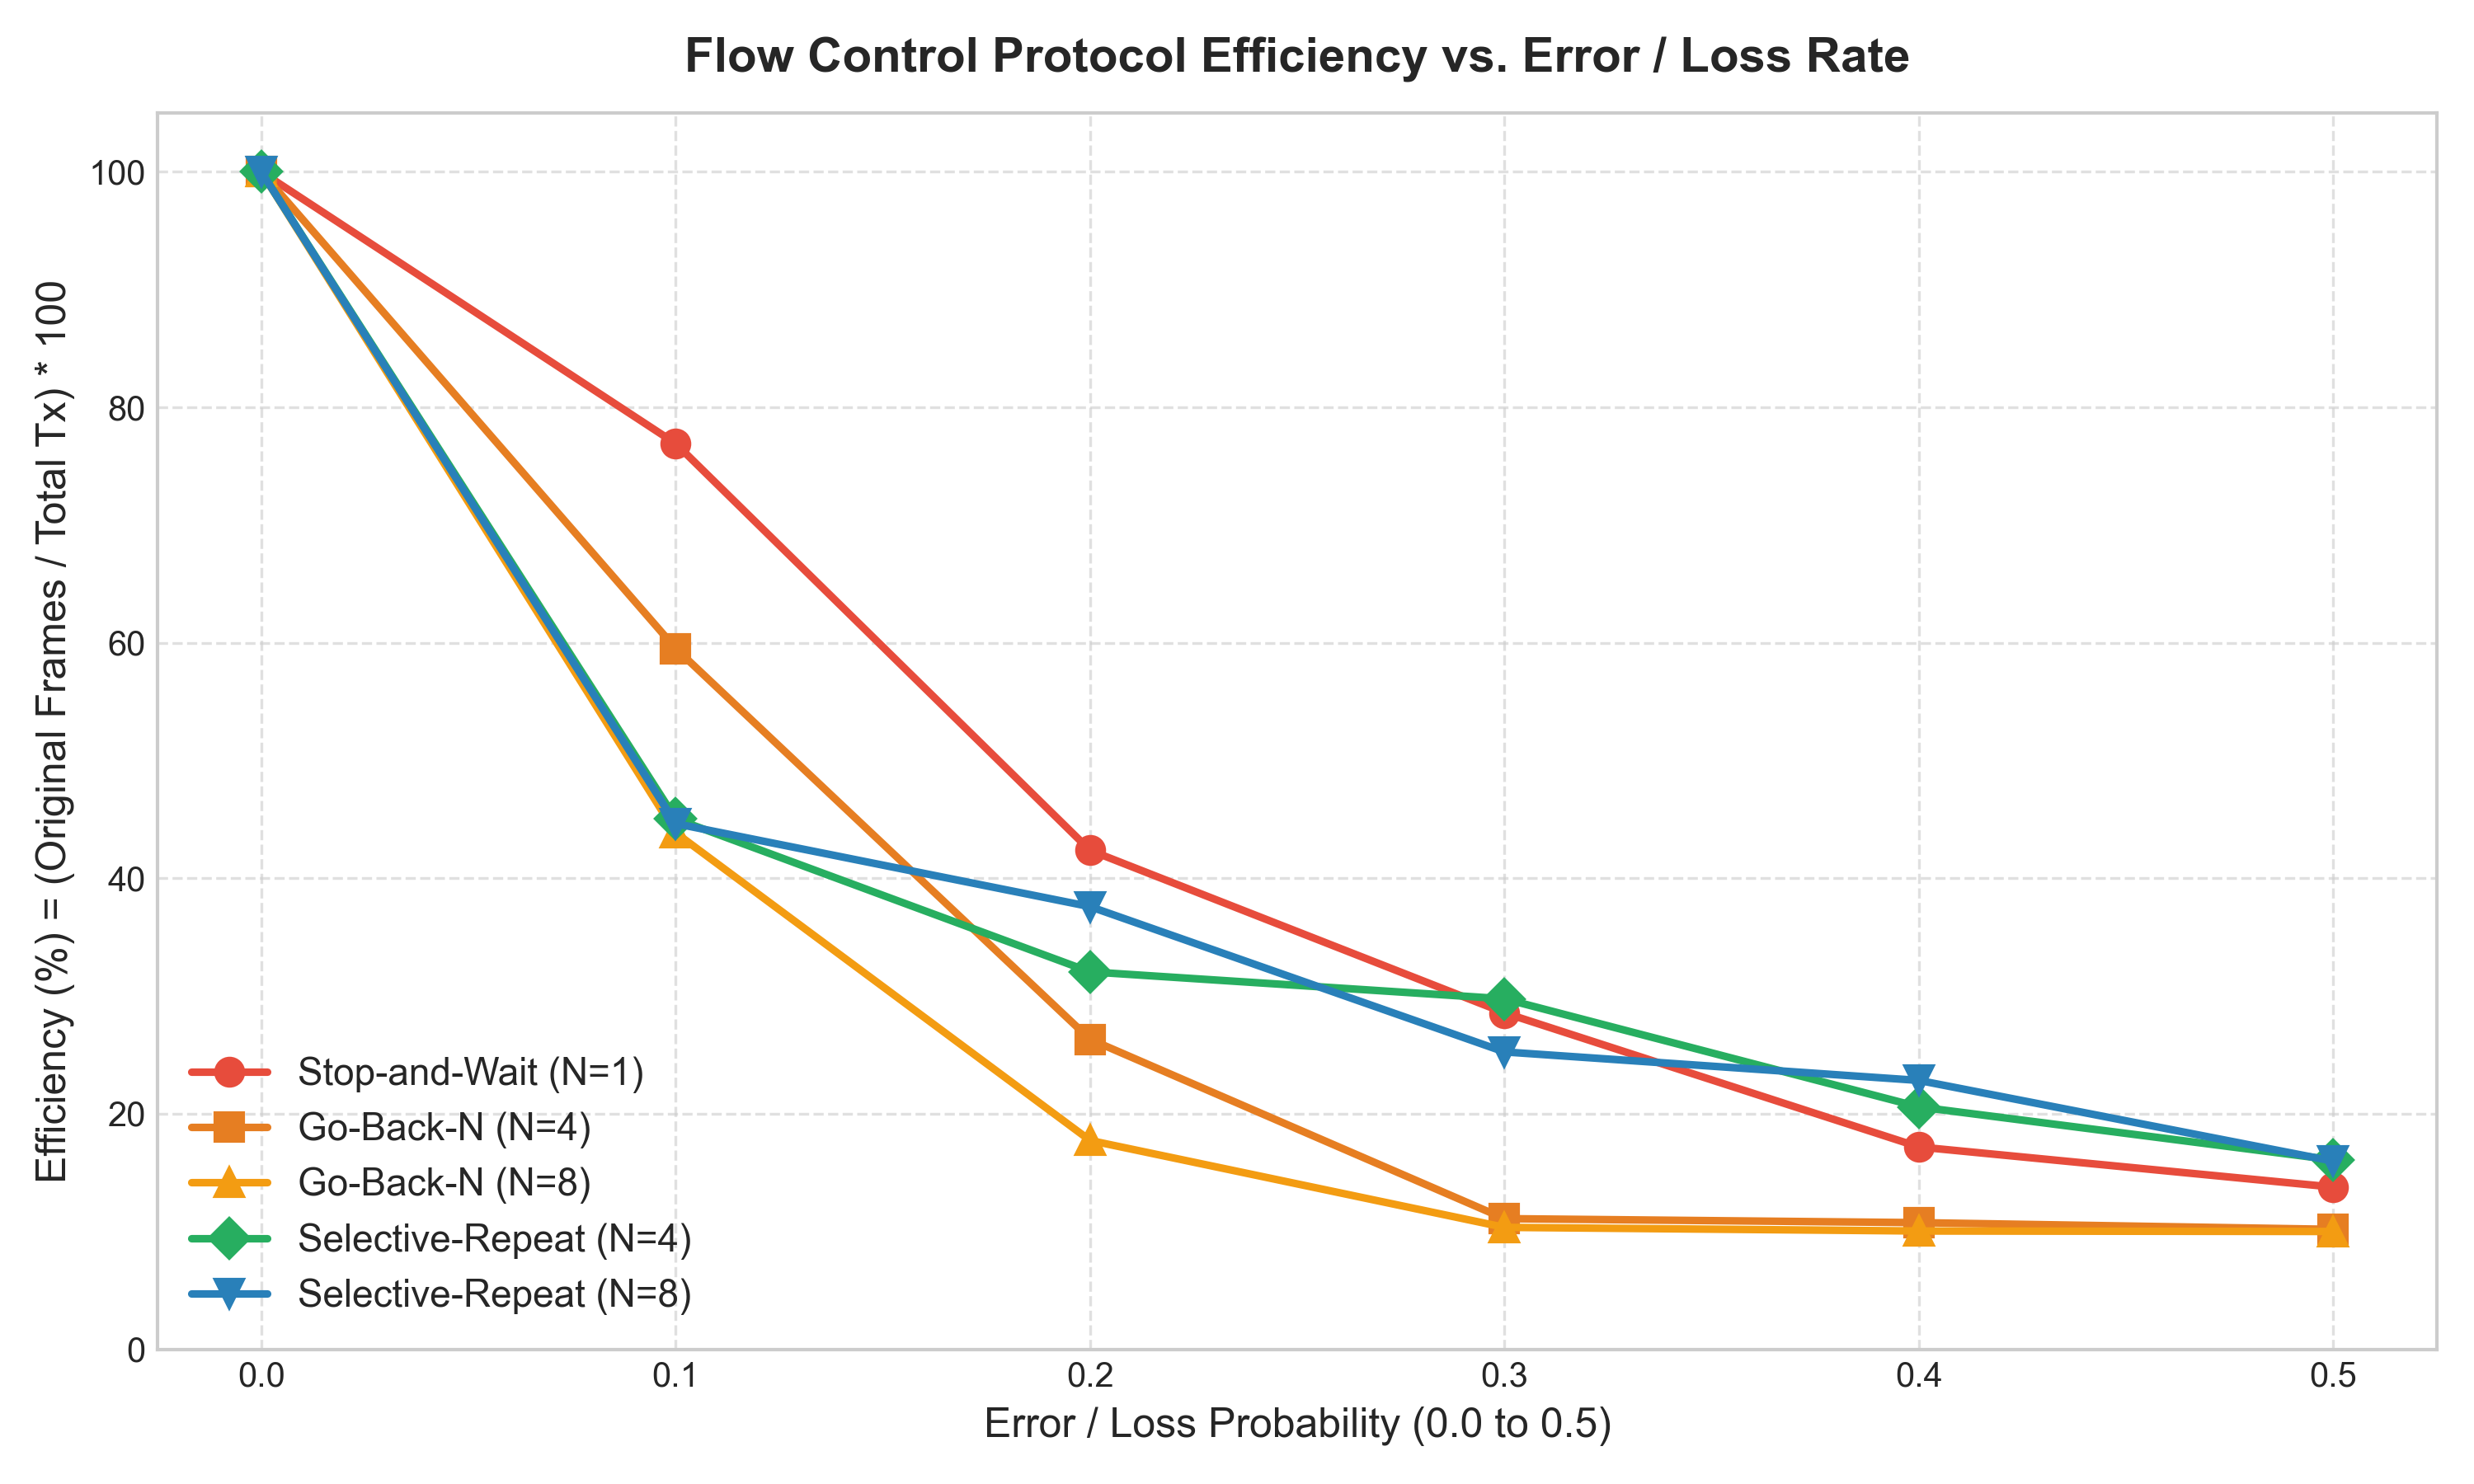 Flow Control Protocol Efficiency vs. Error / Loss Rate
Efficiency (%) = (Original Frames / Total Tx) * 100
100
80
60
40
20
0
Stop-and-Wait (N=1)
Go-Back-N (N=4)
Go-Back-N (N=8)
Selective-Repeat (N=4)
Selective-Repeat (N=8)
0.0 0.1 0.2 0.3 0.4 0.5
Error / Loss Probability (0.0 to 0.5)